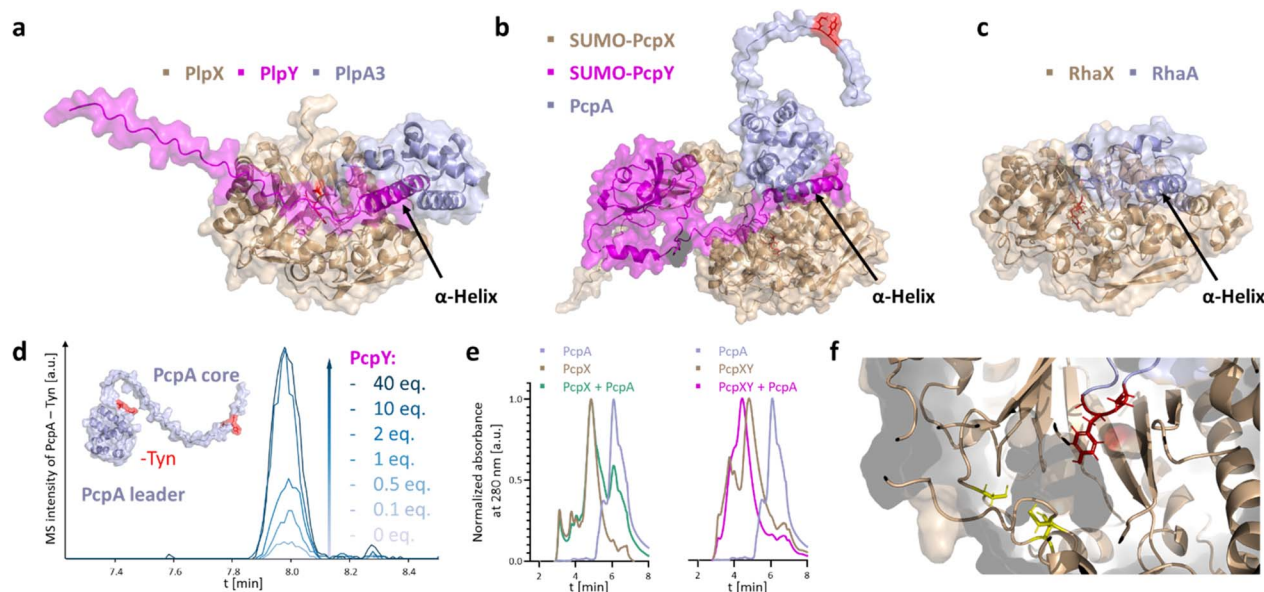 a
PlpX PlpY PlpA3
α-Helix
b
SUMO-PcpX
SUMO-PcpY
PcpA
α-Helix
c
RhaX RhaA
α-Helix
d
MS intensity of PcpA – Tyn [a.u.]
PcpA core
-Tyn
PcpA leader
PcpY:
- 40 eq.
- 10 eq.
- 2 eq.
- 1 eq.
- 0.5 eq.
- 0.1 eq.
- 0 eq.
7.4 7.6 7.8 8.0 8.2 8.4
t [min]
e
PcpA
PcpX
PcpX + PcpA
PcpA
PcpXY
PcpXY + PcpA
Normalized absorbance
at 280 nm [a.u.]
1.0
0.5
0.0
2 4 6 8
t [min]
2 4 6 8
t [min]
f